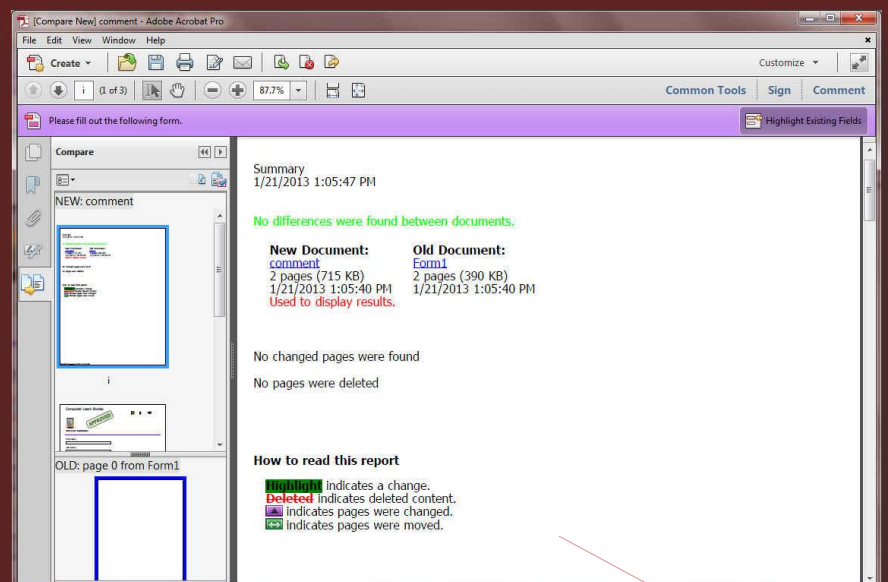 [Compare New] comment - Adobe Acrobat Pro
File Edit View Window Help
Create
Customize
i (1 of 3) 87.7% Common Tools Sign Comment
Please fill out the following form.
Highlight Existing Fields
Compare
NEW: comment
i
APPROVED
OLD: page 0 from Form1
Summary
1/21/2013 1:05:47 PM
No differences were found between documents.
New Document: Old Document:
comment Form1
2 pages (715 KB) 2 pages (390 KB)
1/21/2013 1:05:40 PM 1/21/2013 1:05:40 PM
Used to display results.
No changed pages were found
No pages were deleted
How to read this report
Highlight indicates a change.
Deleted indicates deleted content.
indicates pages were changed.
indicates pages were moved.